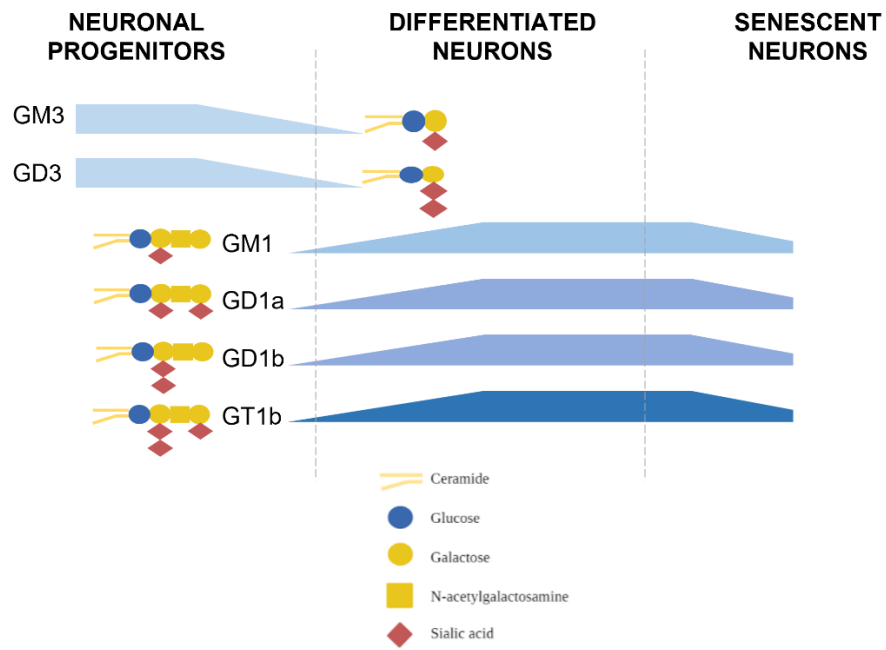 NEURONAL
PROGENITORS
DIFFERENTIATED
NEURONS
SENESCENT
NEURONS
GM3
GD3
GM1
GD1a
GD1b
GT1b
Ceramide
Glucose
Galactose
N-acetylgalactosamine
Sialic acid